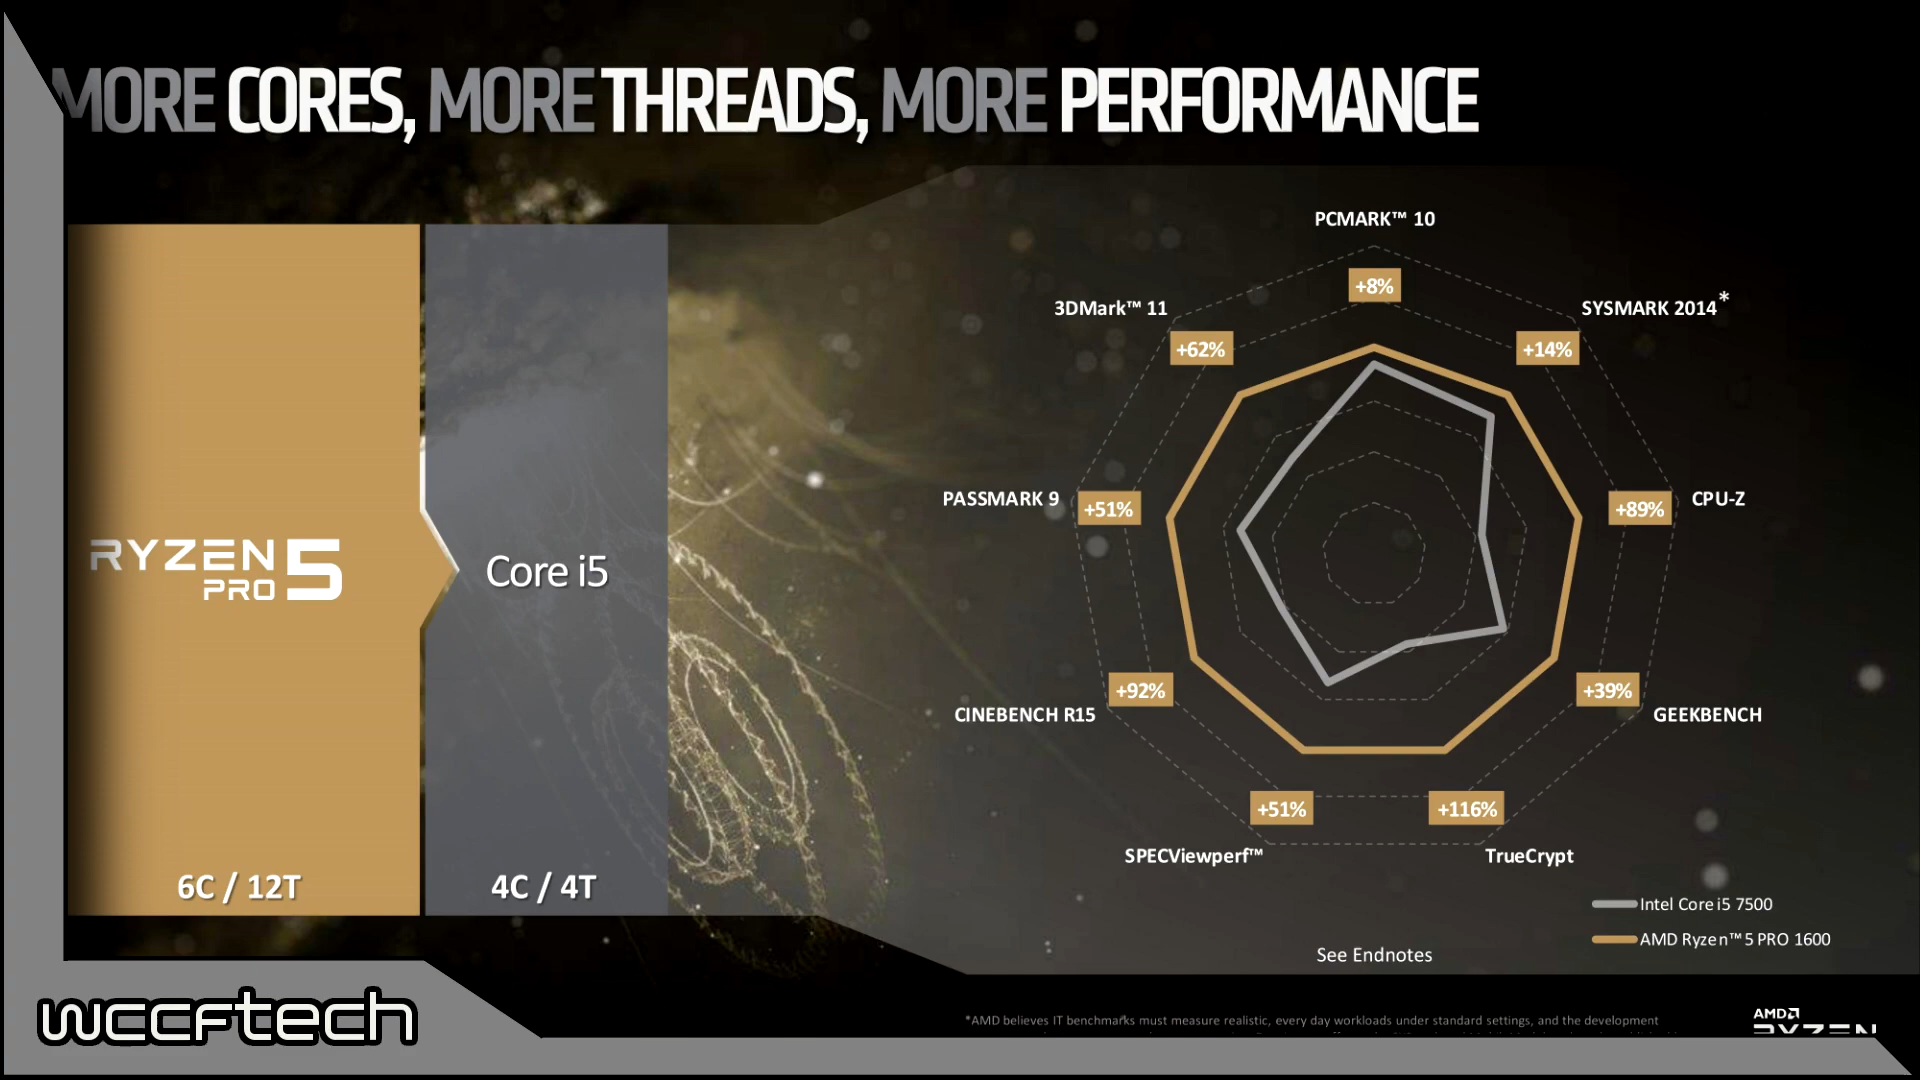 MORE CORES, MORE THREADS, MORE PERFORMANCE
RYZEN 5
PRO
6C / 12T
Core i5
4C / 4T
PCMARK™ 10
+8%
SYSMARK 2014*
+14%
CPU-Z
+89%
GEEKBENCH
+39%
TrueCrypt
+116%
SPECViewperf™
+51%
CINEBENCH R15
+92%
PASSMARK 9
+51%
3DMark™ 11
+62%
Intel Core i5 7500
AMD Ryzen™ 5 PRO 1600
See Endnotes
*AMD believes IT benchmarks must measure realistic, every day workloads under standard settings, and the development
AMD
RYZEN
wccftech